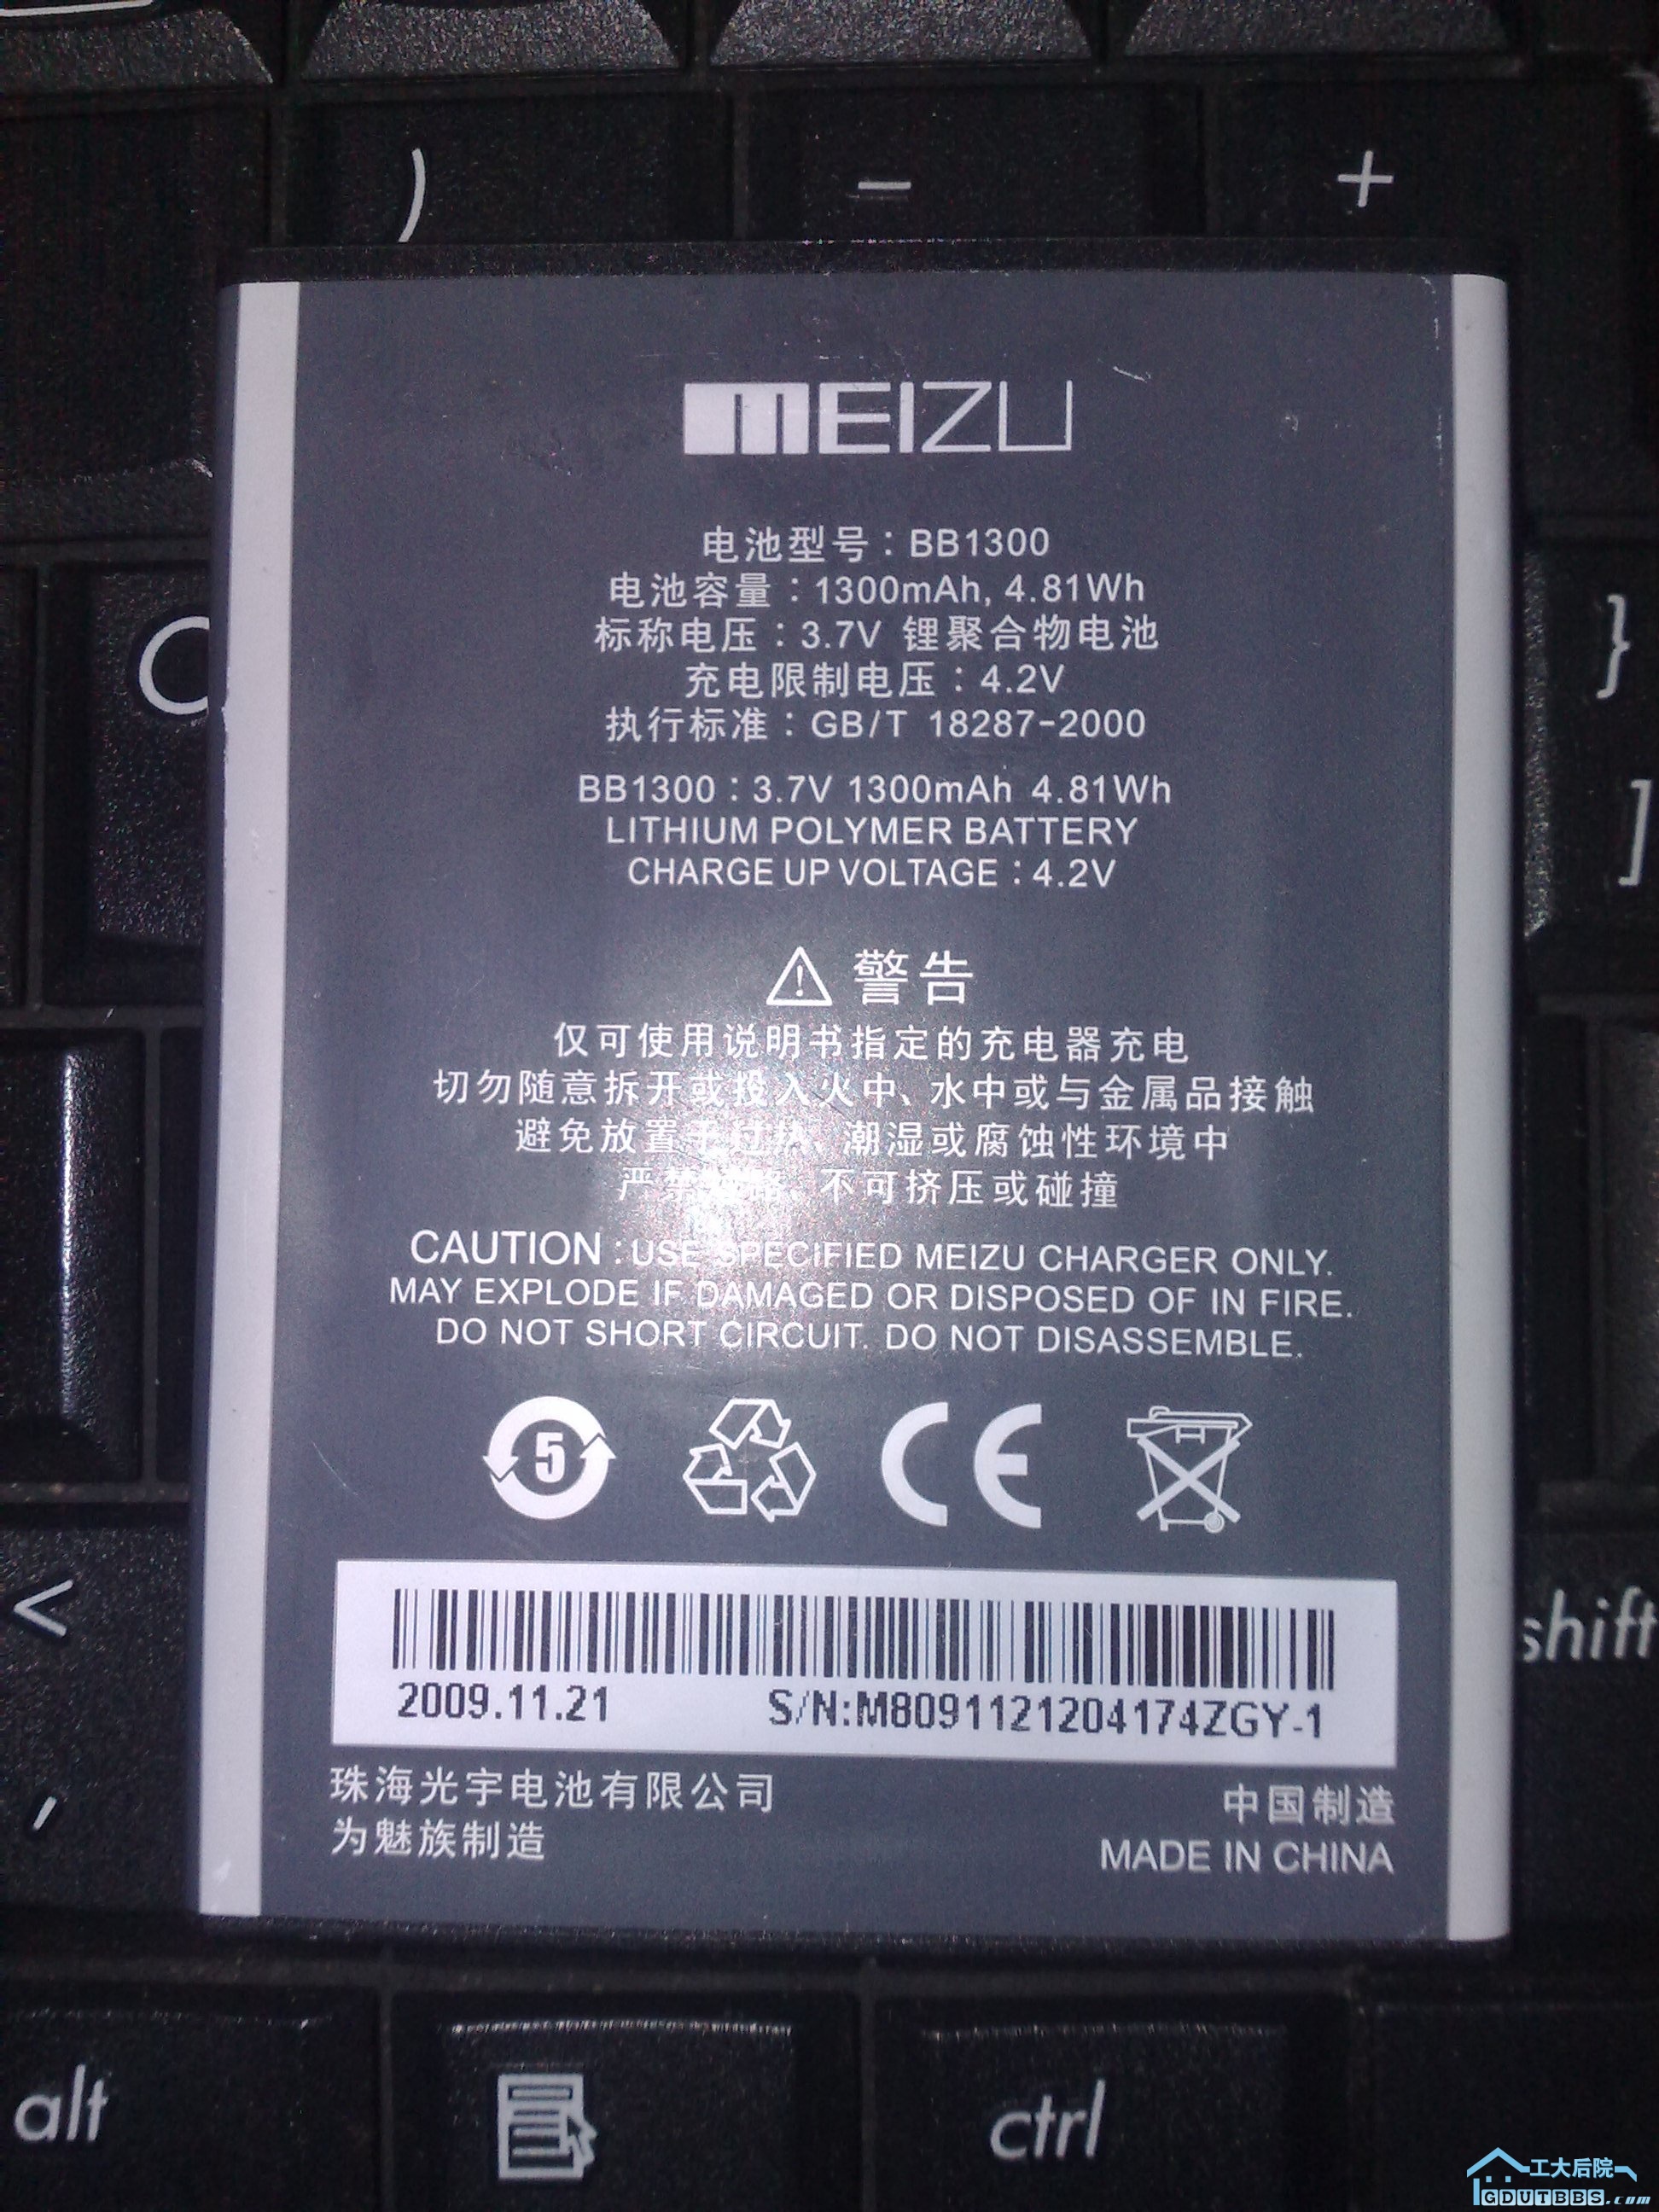 )
–
+
MEIZU
电池型号：BB1300
电池容量：1300mAh, 4.81Wh
标称电压：3.7V 锂聚合物电池
充电限制电压：4.2V
执行标准：GB/T 18287-2000
BB1300：3.7V 1300mAh 4.81Wh
LITHIUM POLYMER BATTERY
CHARGE UP VOLTAGE：4.2V
}
]
警告
仅可使用说明书指定的充电器充电
切勿随意拆开或投入火中、水中或与金属品接触
避免放置于过热、潮湿或腐蚀性环境中
严禁短路、不可挤压或碰撞
CAUTION：USE SPECIFIED MEIZU CHARGER ONLY.
MAY EXPLODE IF DAMAGED OR DISPOSED OF IN FIRE.
DO NOT SHORT CIRCUIT. DO NOT DISASSEMBLE.
5
CE
<
,
shift
2009.11.21 S/N:M8091121204174ZGY-1
珠海光宇电池有限公司
为魅族制造
中国制造
MADE IN CHINA
alt
ctrl
工大后院
GDUTBBS.com